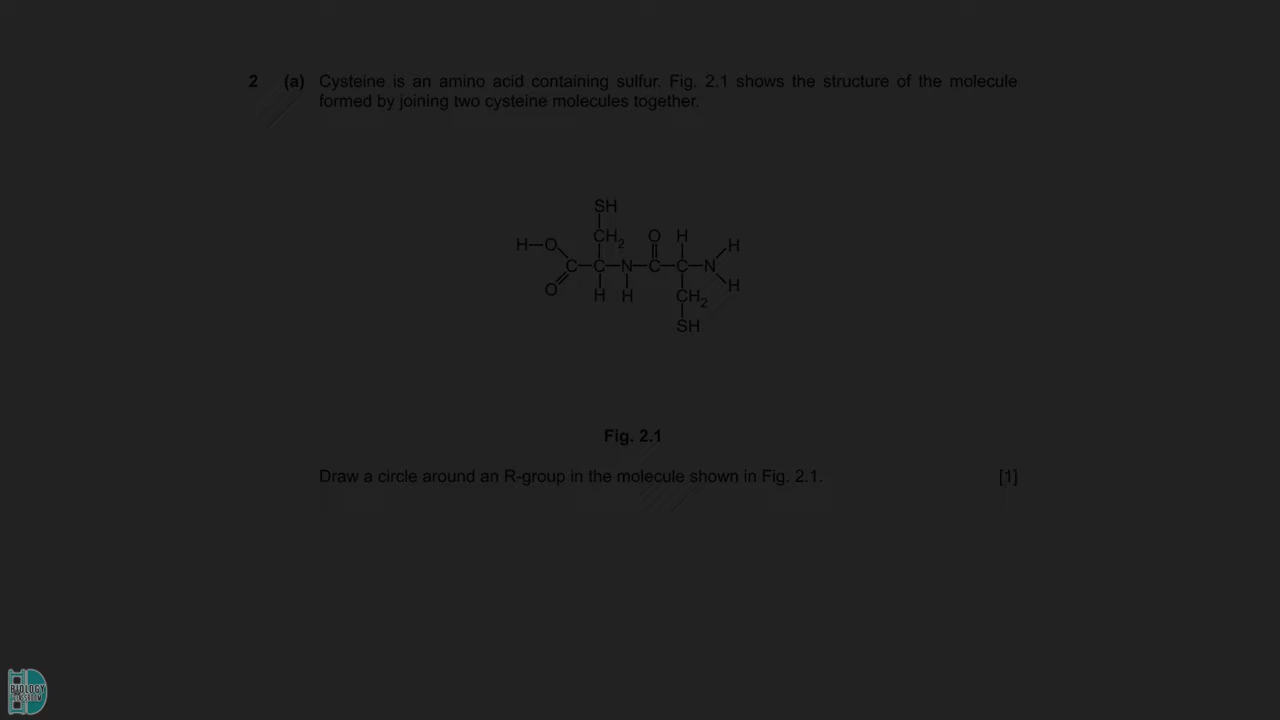 2 (a) Cysteine is an amino acid containing sulfur. Fig. 2.1 shows the structure of the molecule
formed by joining two cysteine molecules together.
SH
H–O CH₂ O H H
C–C–N–C–C–N
O H H CH₂ H
SH
Fig. 2.1
Draw a circle around an R-group in the molecule shown in Fig. 2.1. [1]
BIOLOGY